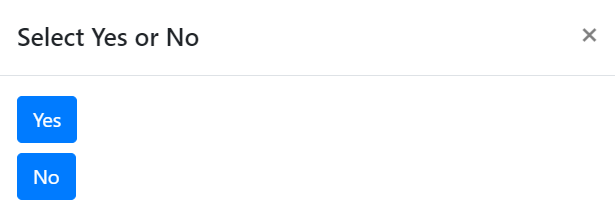 Select Yes or No
Yes
No